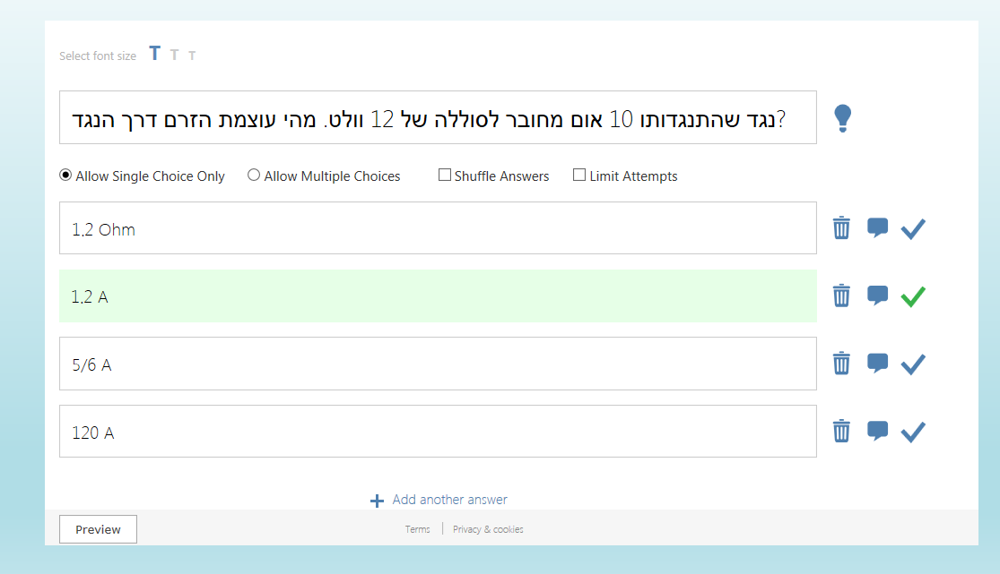 Select font size T T T
נגד שהתנגדותו 10 אום מחובר לסוללה של 12 וולט. מהי עוצמת הזרם דרך הנגד?
Allow Single Choice Only Allow Multiple Choices Shuffle Answers Limit Attempts
1.2 Ohm
1.2 A
5/6 A
120 A
Add another answer
Preview Terms Privacy & cookies